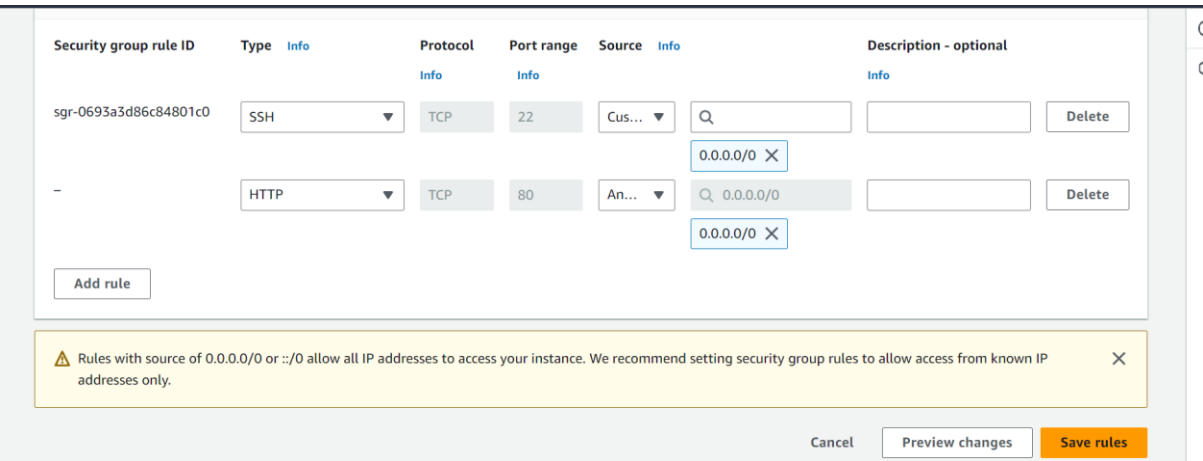 Security group rule ID Type Info Protocol Port range Source Info Description - optional
Info Info Info
sgr-0693a3d86c84801c0 SSH TCP 22 Cus... Delete
0.0.0.0/0
– HTTP TCP 80 An... 0.0.0.0/0 Delete
0.0.0.0/0
Add rule
Rules with source of 0.0.0.0/0 or ::/0 allow all IP addresses to access your instance. We recommend setting security group rules to allow access from known IP
addresses only.
Cancel Preview changes Save rules